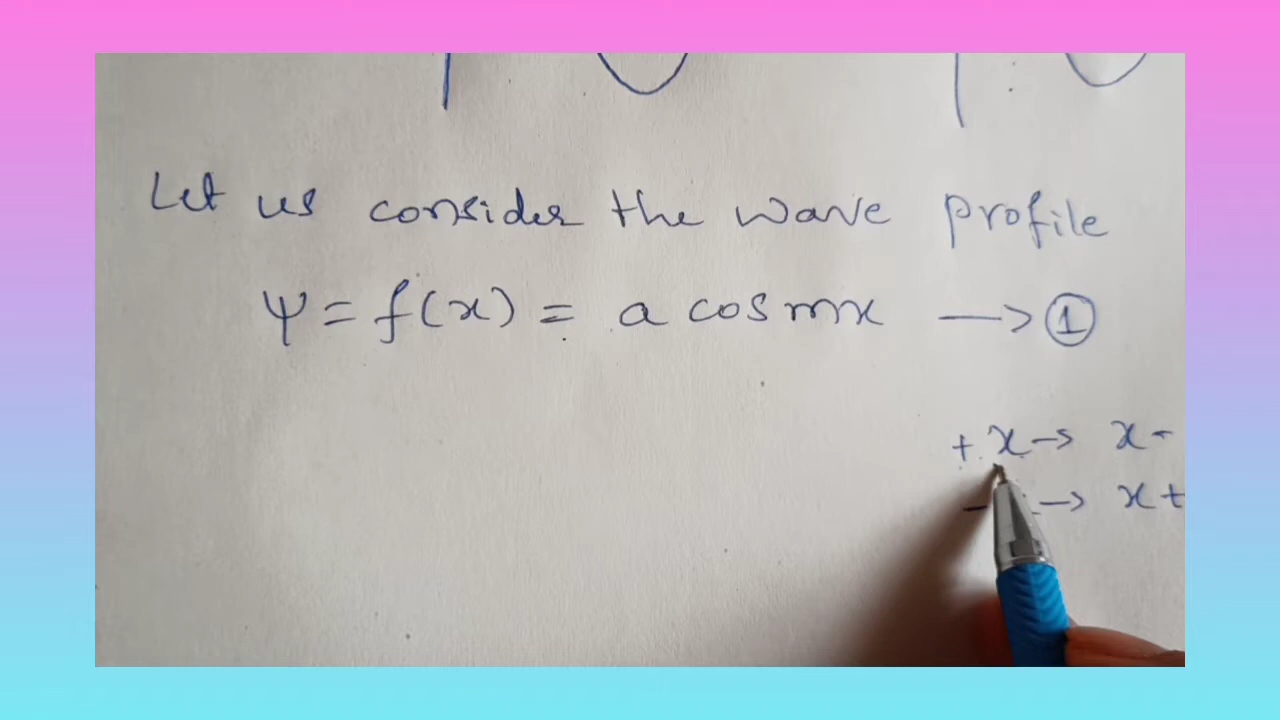 Let us consider the wave profile
ψ = f(x) = a cos mx → ①
+x → x -
- → x +